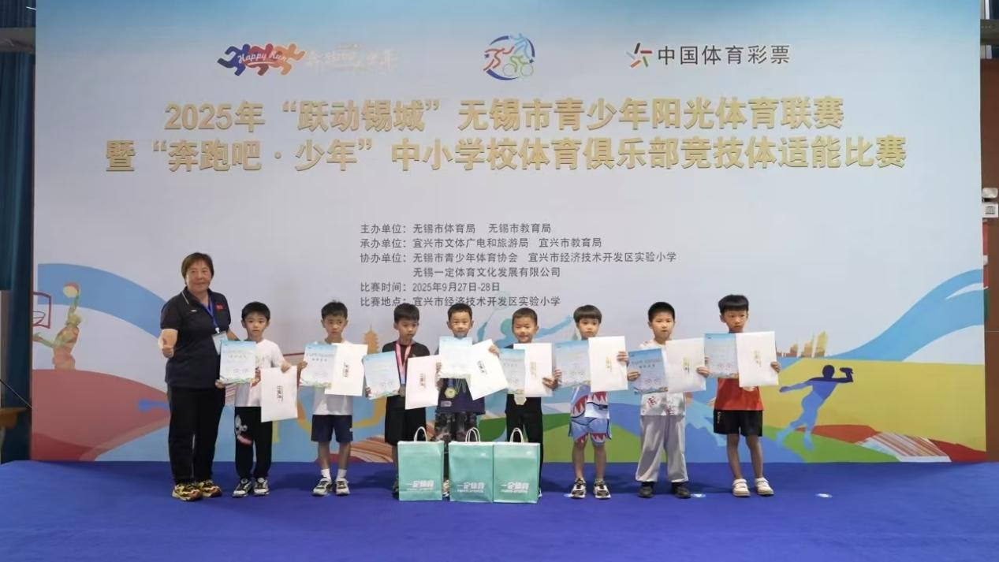 Happy Run 奔跑吧少年
中国体育彩票
2025年“跃动锡城”无锡市青少年阳光体育联赛
暨“奔跑吧·少年”中小学校体育俱乐部竞技体适能比赛
主办单位：无锡市体育局 无锡市教育局
承办单位：宜兴市文体广电和旅游局 宜兴市教育局
协办单位：无锡市青少年体育协会 宜兴市经济技术开发区实验小学
无锡一定体育文化发展有限公司
比赛时间：2025年9月27日-28日
比赛地点：宜兴市经济技术开发区实验小学
一定体育
一定体育
一定体育